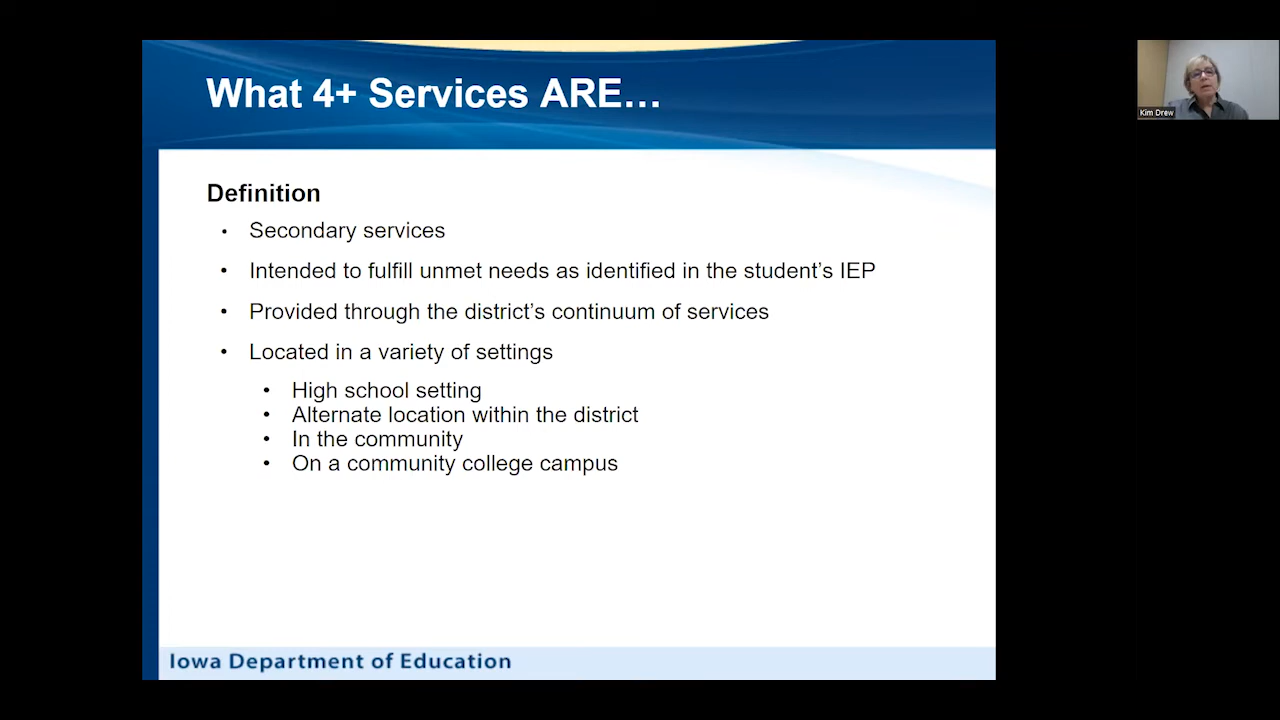 What 4+ Services ARE…
Kim Drew
Definition
• Secondary services
• Intended to fulfill unmet needs as identified in the student’s IEP
• Provided through the district’s continuum of services
• Located in a variety of settings
• High school setting
• Alternate location within the district
• In the community
• On a community college campus
Iowa Department of Education